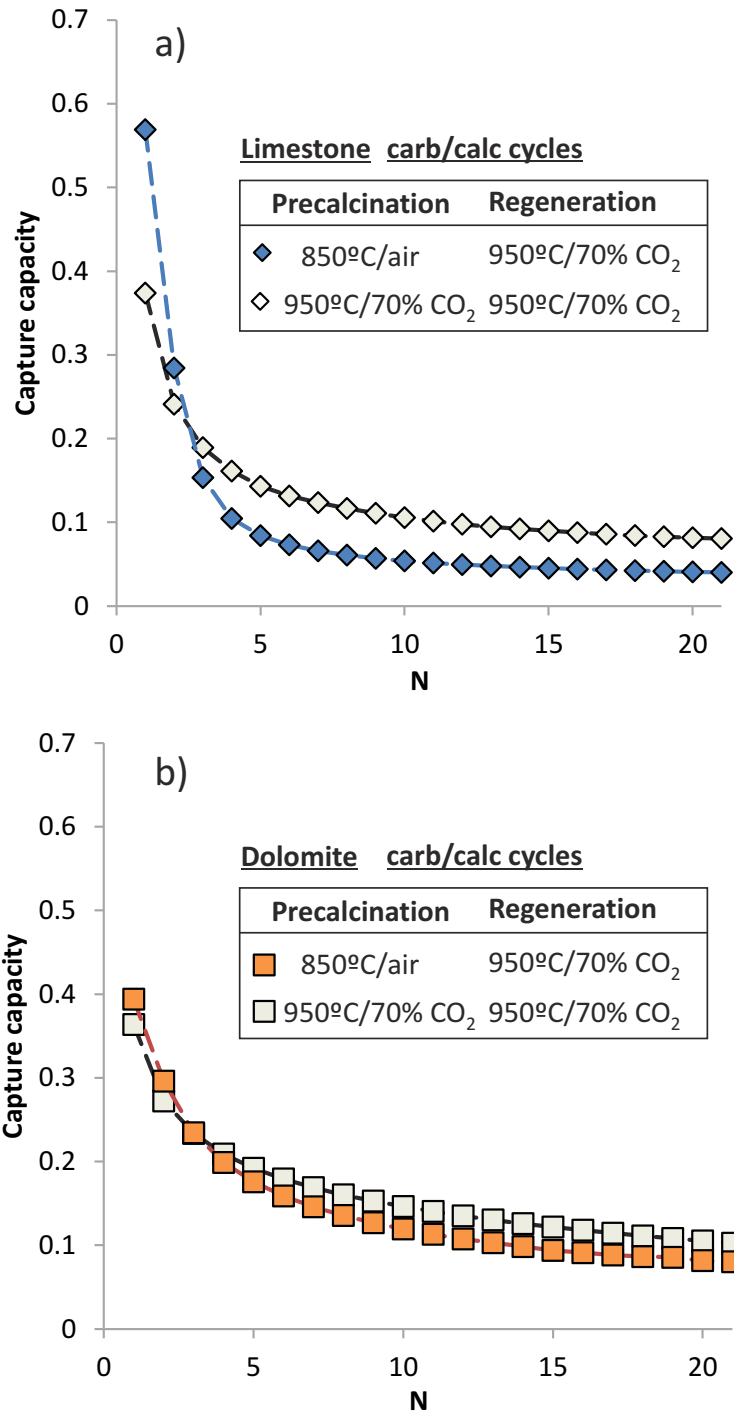 0.7
a)
0.6
0.5
Limestone carb/calc cycles
Precalcination Regeneration
0.4
850ºC/air 950ºC/70% CO₂
950ºC/70% CO₂ 950ºC/70% CO₂
0.3
0.2
0.1
0
Capture capacity
0 5 10 15 20
N
0.7
b)
0.6
0.5
Dolomite carb/calc cycles
Precalcination Regeneration
0.4
850ºC/air 950ºC/70% CO₂
950ºC/70% CO₂ 950ºC/70% CO₂
0.3
0.2
0.1
0
Capture capacity
0 5 10 15 20
N